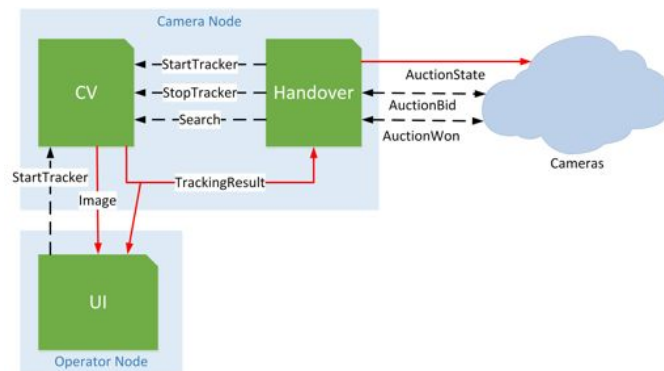 Camera Node
CV
StartTracker
StopTracker
Search
Handover
AuctionState
AuctionBid
AuctionWon
Cameras
StartTracker
Image
TrackingResult
UI
Operator Node